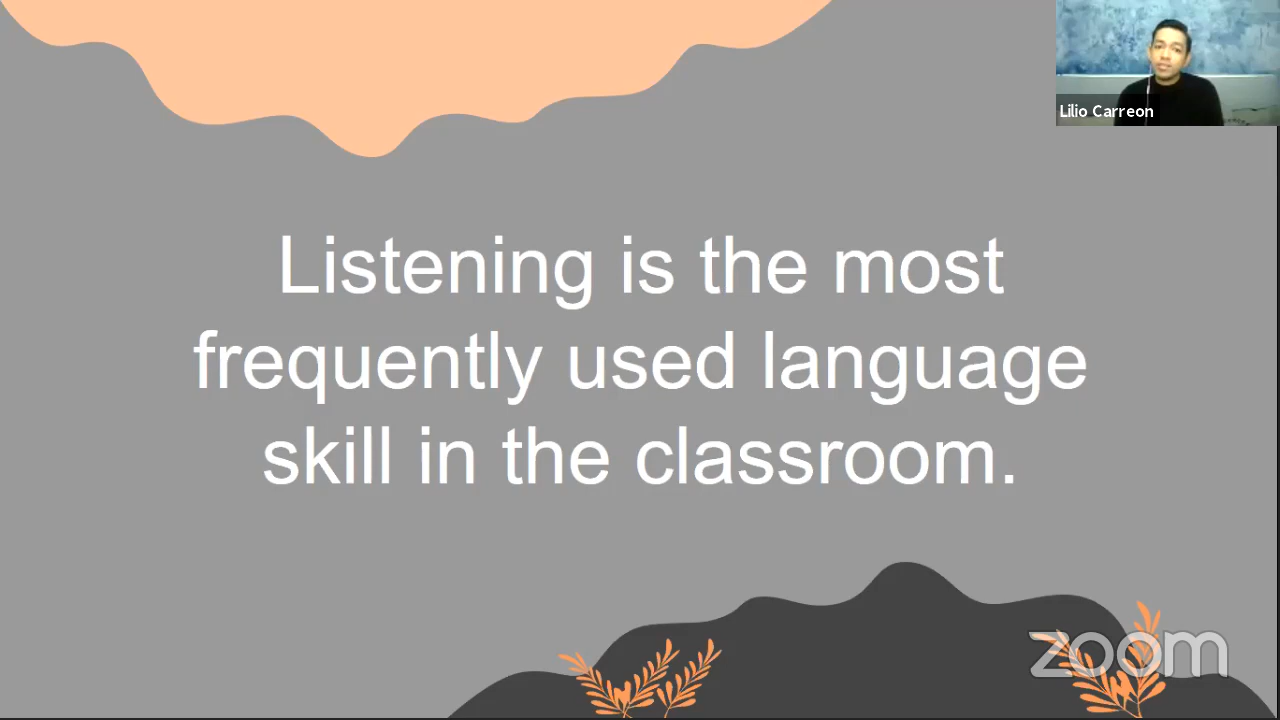 Lilio Carreon
Listening is the most
frequently used language
skill in the classroom.
zoom